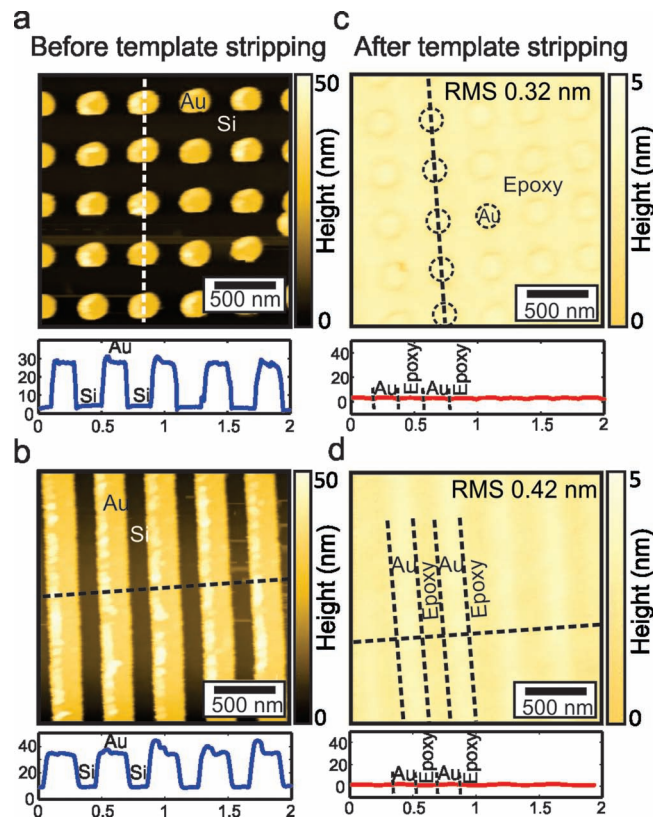 a
Before template stripping
50
Au
Si
Height (nm)
500 nm
0
Au
30
20
10
0
Si
Si
0
0.5
1
1.5
2
b
50
Au
Si
Height (nm)
500 nm
0
Au
40
20
0
Si
Si
0
0.5
1
1.5
2
c
After template stripping
5
RMS 0.32 nm
Epoxy
Au
Height (nm)
500 nm
0
40
20
0
Au
Epoxy
Au
Epoxy
0
0.5
1
1.5
2
d
5
RMS 0.42 nm
Au
Epoxy
Au
Epoxy
Height (nm)
500 nm
0
40
20
0
Au
Epoxy
Au
Epoxy
0
0.5
1
1.5
2